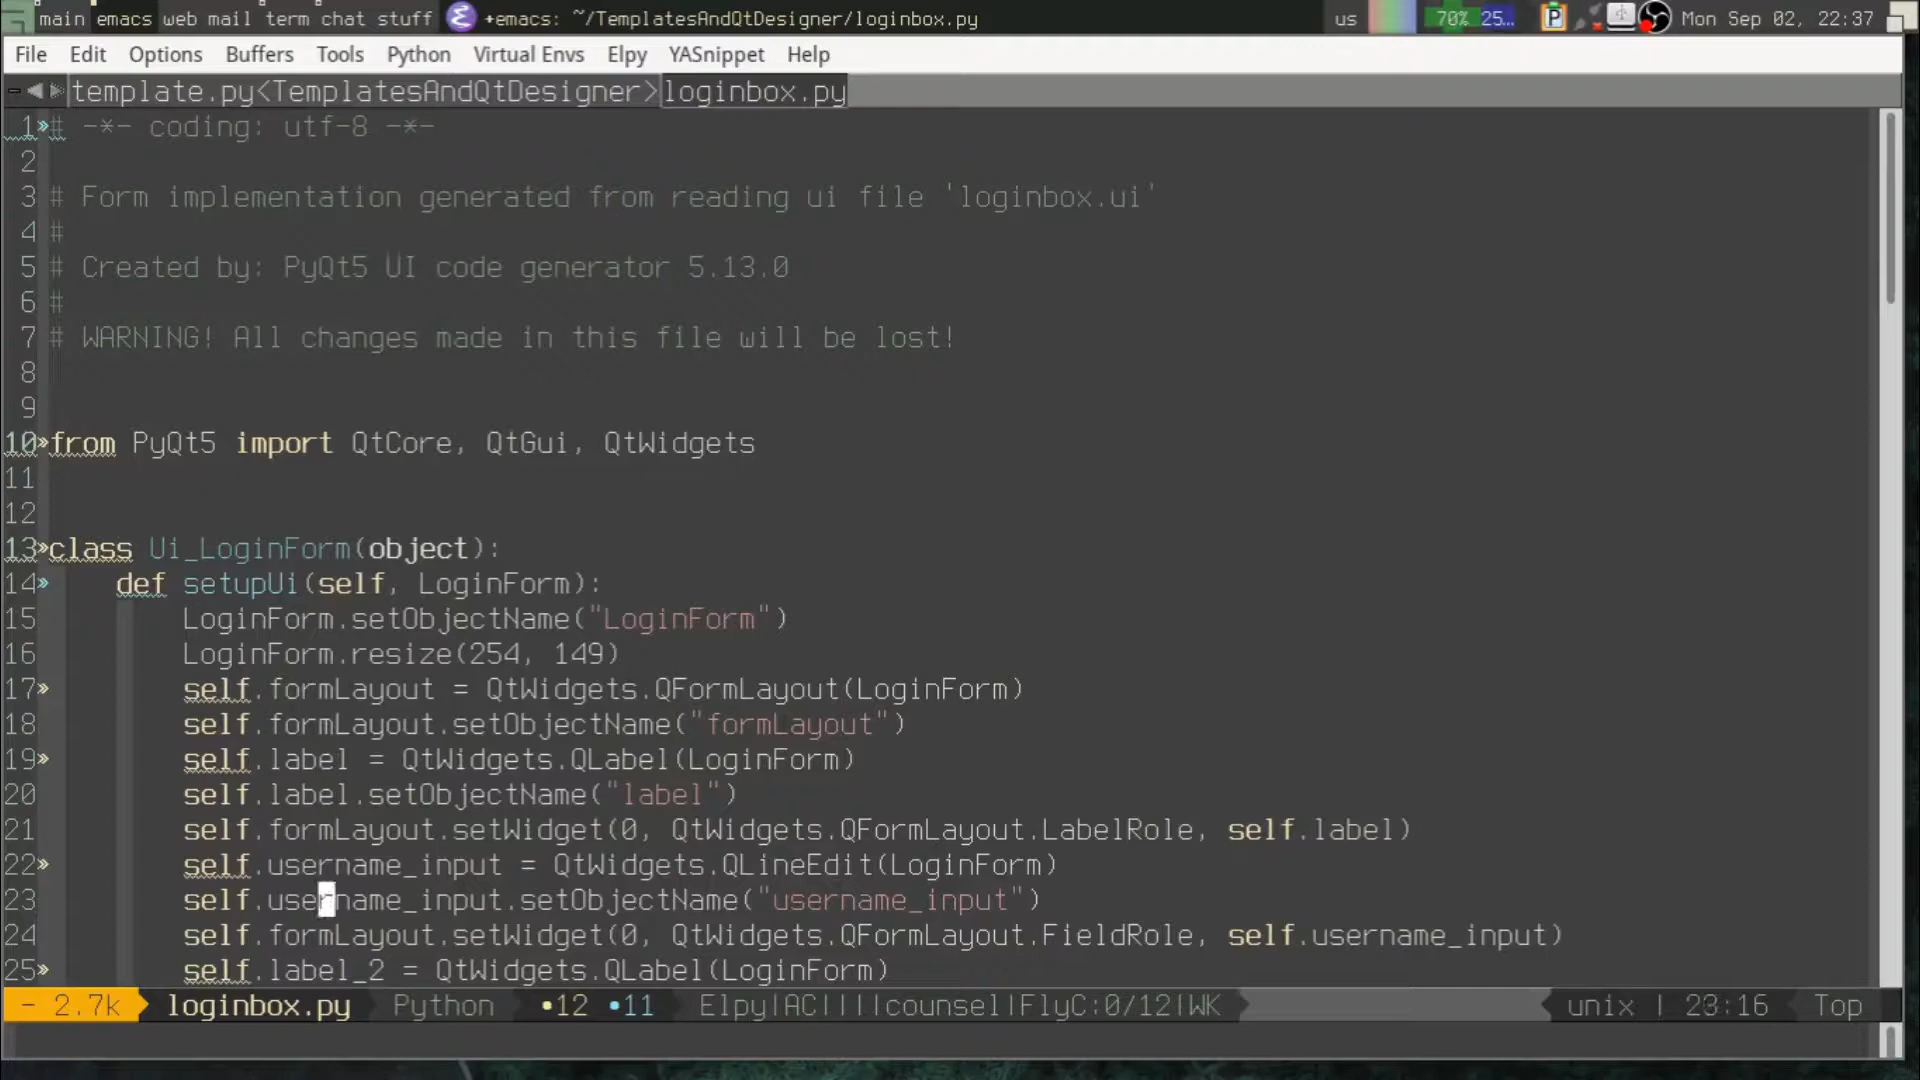 main emacs web mail term chat stuff +emacs: ~/TemplatesAndQtDesigner/loginbox.py us 70% 25... Mon Sep 02, 22:37
File Edit Options Buffers Tools Python Virtual Envs Elpy YASnippet Help
template.py<TemplatesAndQtDesigner> loginbox.py
1 # -*- coding: utf-8 -*-
2
3 # Form implementation generated from reading ui file 'loginbox.ui'
4 #
5 # Created by: PyQt5 UI code generator 5.13.0
6 #
7 # WARNING! All changes made in this file will be lost!
8
9
10»from PyQt5 import QtCore, QtGui, QtWidgets
11
12
13»class Ui_LoginForm(object):
14» def setupUi(self, LoginForm):
15 LoginForm.setObjectName("LoginForm")
16 LoginForm.resize(254, 149)
17» self.formLayout = QtWidgets.QFormLayout(LoginForm)
18 self.formLayout.setObjectName("formLayout")
19» self.label = QtWidgets.QLabel(LoginForm)
20 self.label.setObjectName("label")
21 self.formLayout.setWidget(0, QtWidgets.QFormLayout.LabelRole, self.label)
22» self.username_input = QtWidgets.QLineEdit(LoginForm)
23 self.username_input.setObjectName("username_input")
24 self.formLayout.setWidget(0, QtWidgets.QFormLayout.FieldRole, self.username_input)
25» self.label_2 = QtWidgets.QLabel(LoginForm)
- 2.7k loginbox.py Python •12 •11 Elpy|AC||||counsel|FlyC:0/12|WK unix | 23:16 Top